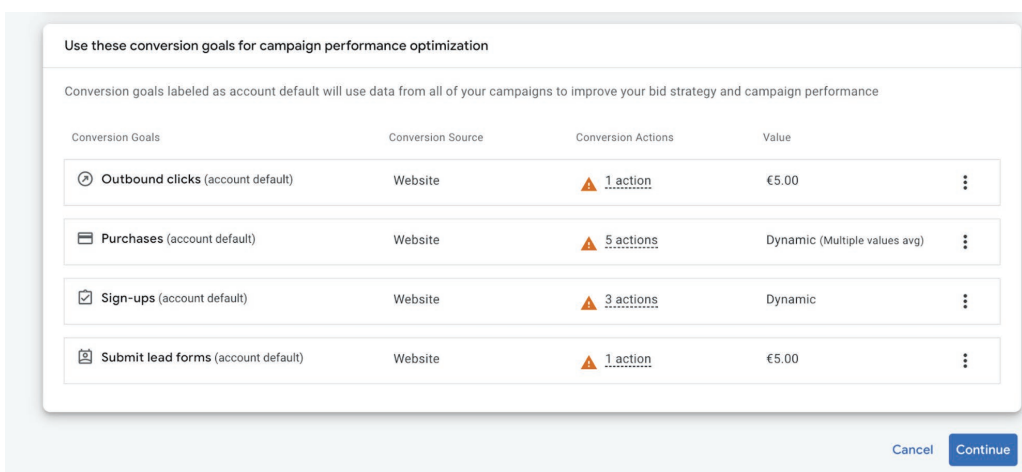 Use these conversion goals for campaign performance optimization
Conversion goals labeled as account default will use data from all of your campaigns to improve your bid strategy and campaign performance
Conversion Goals Conversion Source Conversion Actions Value
Outbound clicks (account default) Website 1 action €5.00
Purchases (account default) Website 5 actions Dynamic (Multiple values avg)
Sign-ups (account default) Website 3 actions Dynamic
Submit lead forms (account default) Website 1 action €5.00
Cancel Continue